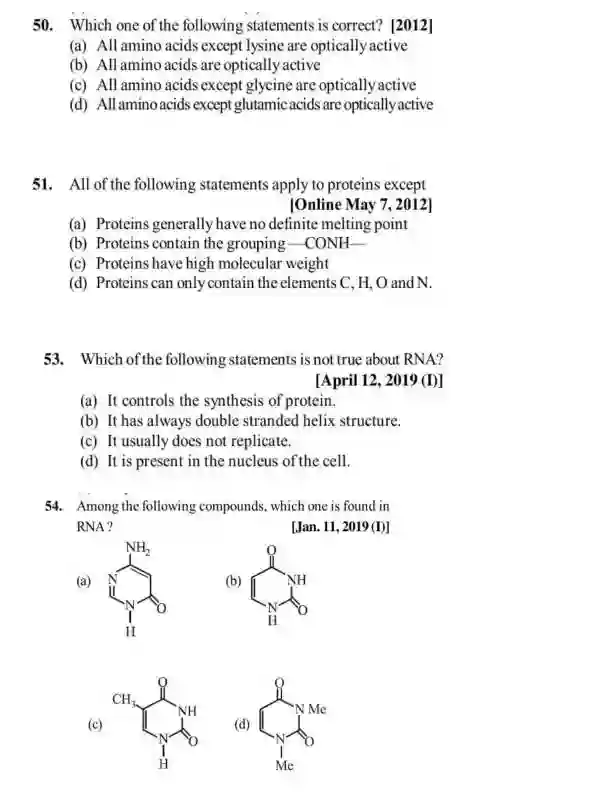 50. Which one of the following statements is correct? [2012]
(a) All amino acids except lysine are optically active
(b) All amino acids are optically active
(c) All amino acids except glycine are optically active
(d) All amino acids except glutamic acids are optically active
51. All of the following statements apply to proteins except
[Online May 7, 2012]
(a) Proteins generally have no definite melting point
(b) Proteins contain the grouping —CONH—
(c) Proteins have high molecular weight
(d) Proteins can only contain the elements C, H, O and N.
53. Which of the following statements is not true about RNA?
[April 12, 2019 (I)]
(a) It controls the synthesis of protein.
(b) It has always double stranded helix structure.
(c) It usually does not replicate.
(d) It is present in the nucleus of the cell.
54. Among the following compounds, which one is found in
RNA? [Jan. 11, 2019 (I)]
NH₂ O
(a) N (b) NH
N O N O
H H
O O
CH₃ NH N Me
(c) (d)
N O N O
H Me